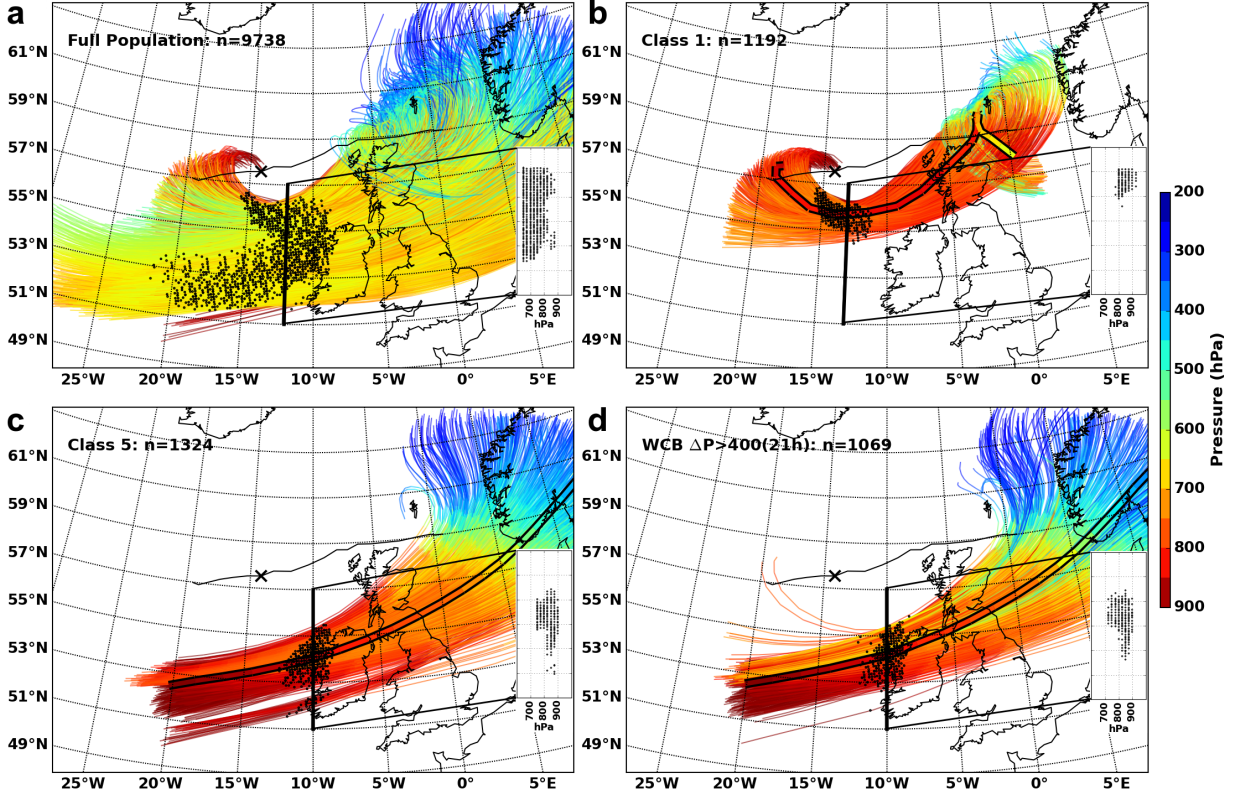 a
Full Population: n=9738
61°N
59°N
57°N
55°N
53°N
51°N
49°N
25°W
20°W
15°W
10°W
5°W
0°
5°E
700
800
900
hPa
b
Class 1: n=1192
61°N
59°N
57°N
55°N
53°N
51°N
49°N
25°W
20°W
15°W
10°W
5°W
0°
5°E
700
800
900
hPa
c
Class 5: n=1324
61°N
59°N
57°N
55°N
53°N
51°N
49°N
25°W
20°W
15°W
10°W
5°W
0°
5°E
700
800
900
hPa
d
WCB ΔP>400(21h): n=1069
61°N
59°N
57°N
55°N
53°N
51°N
49°N
25°W
20°W
15°W
10°W
5°W
0°
5°E
700
800
900
hPa
200
300
400
500
600
700
800
900
Pressure (hPa)